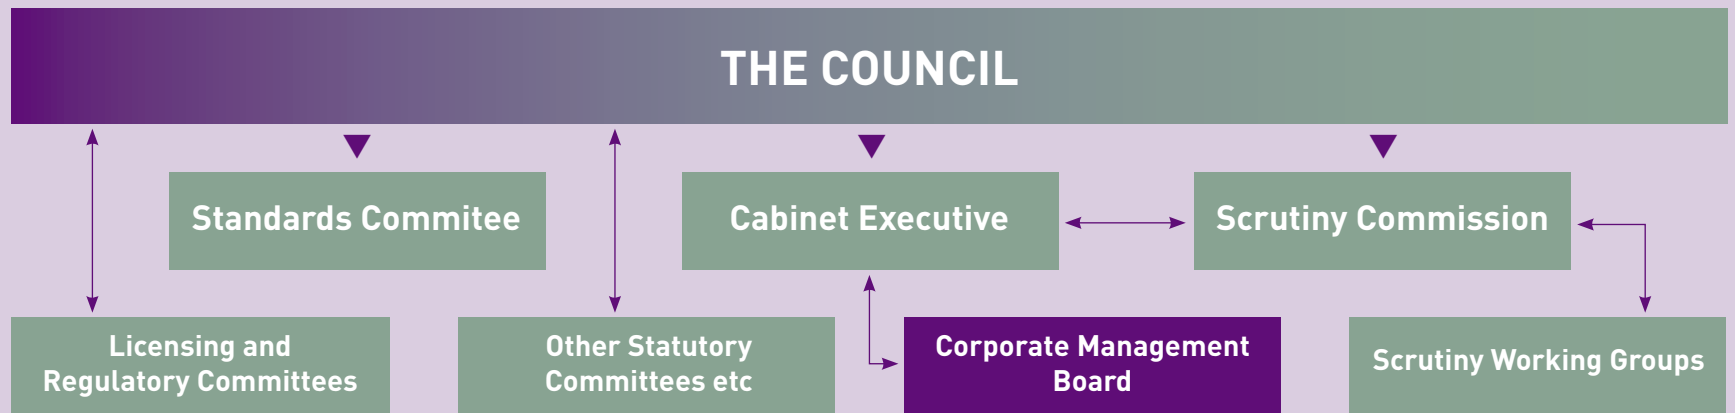 THE COUNCIL
Standards Commitee
Cabinet Executive
Scrutiny Commission
Licensing and
Regulatory Committees
Other Statutory
Committees etc
Corporate Management
Board
Scrutiny Working Groups